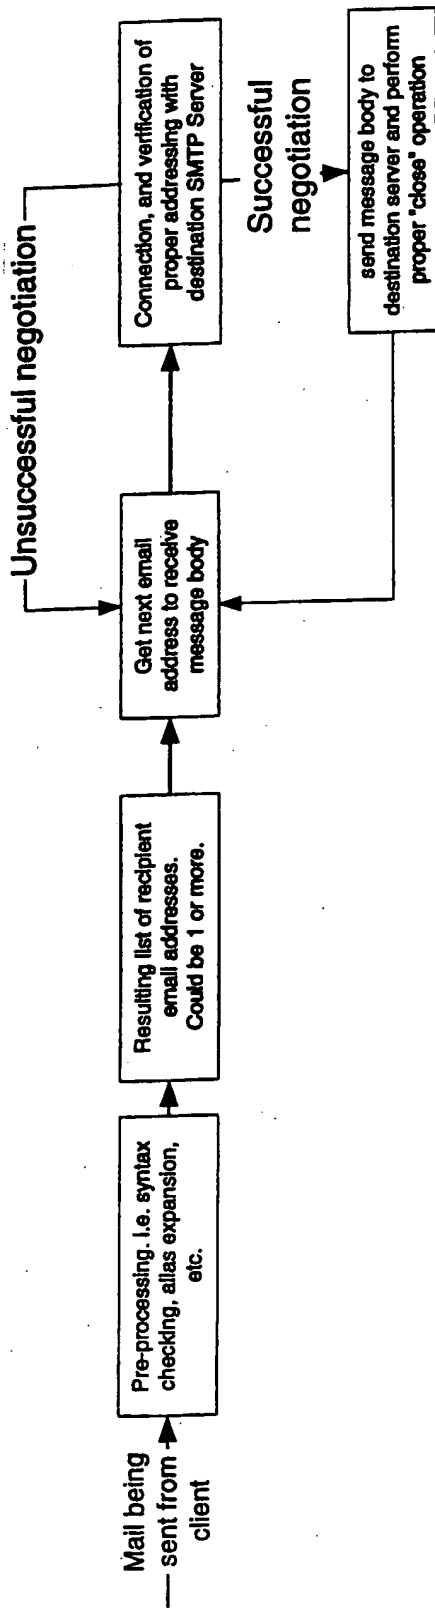 Mail being
sent from
client
Pre-processing. i.e. syntax
checking, alias expansion,
etc.
Resulting list of recipient
email addresses.
Could be 1 or more.
Get next email
address to receive
message body
Unsuccessful negotiation
Connection, and verification of
proper addressing with
destination SMTP Server
Successful
negotiation
send message body to
destination server and perform
proper "close" operation